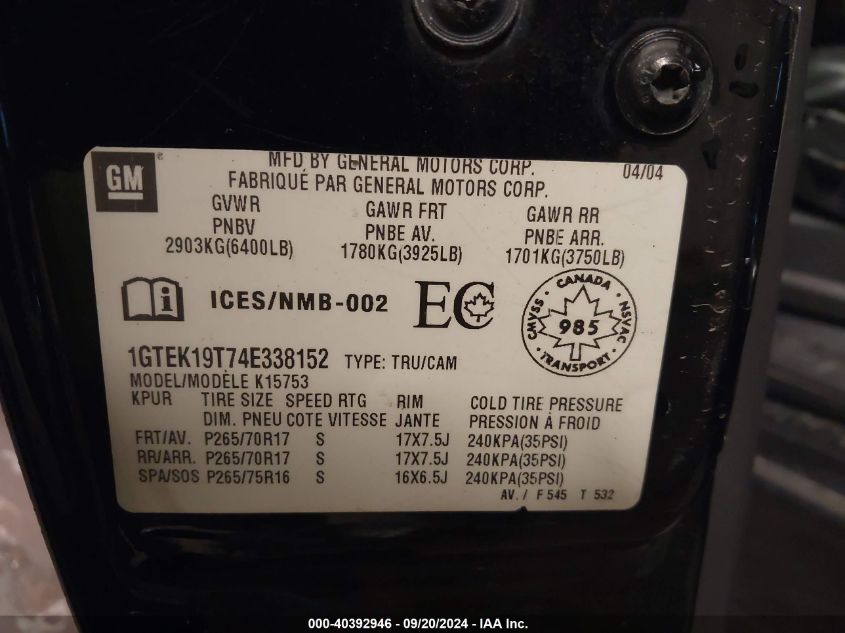 GM
MFD BY GENERAL MOTORS CORP. 04/04
FABRIQUÉ PAR GENERAL MOTORS CORP.
GVWR GAWR FRT GAWR RR
PNBV PNBE AV. PNBE ARR.
2903KG(6400LB) 1780KG(3925LB) 1701KG(3750LB)
i ICES/NMB-002 EC
CANADA CMVSS NSVAC 985 TRANSPORT
1GTEK19T74E338152 TYPE: TRU/CAM
MODEL/MODÈLE K15753
KPUR TIRE SIZE SPEED RTG RIM COLD TIRE PRESSURE
DIM. PNEU COTE VITESSE JANTE PRESSION À FROID
FRT/AV. P265/70R17 S 17X7.5J 240KPA(35PSI)
RR/ARR. P265/70R17 S 17X7.5J 240KPA(35PSI)
SPA/SOS P265/75R16 S 16X6.5J 240KPA(35PSI)
AV. / F 545 T 532
000-40392946 - 09/20/2024 - IAA Inc.